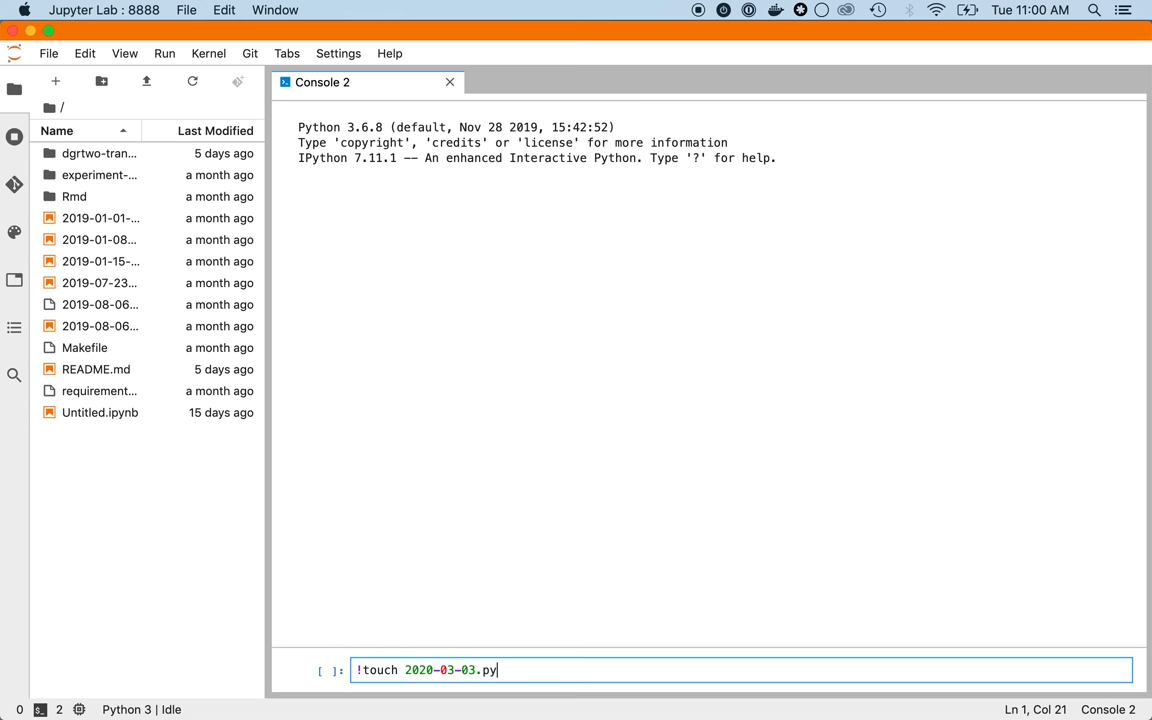 Jupyter Lab : 8888 File Edit Window Tue 11:00 AM
File Edit View Run Kernel Git Tabs Settings Help
Console 2
/
Name Last Modified
dgrtwo-tran... 5 days ago
experiment-... a month ago
Rmd a month ago
2019-01-01-... a month ago
2019-01-08... a month ago
2019-01-15-... a month ago
2019-07-23... a month ago
2019-08-06... a month ago
2019-08-06... a month ago
Makefile a month ago
README.md 5 days ago
requirement... a month ago
Untitled.ipynb 15 days ago
Python 3.6.8 (default, Nov 28 2019, 15:42:52)
Type 'copyright', 'credits' or 'license' for more information
IPython 7.11.1 -- An enhanced Interactive Python. Type '?' for help.
[ ]: !touch 2020-03-03.py
0 2 Python 3 | Idle Ln 1, Col 21 Console 2